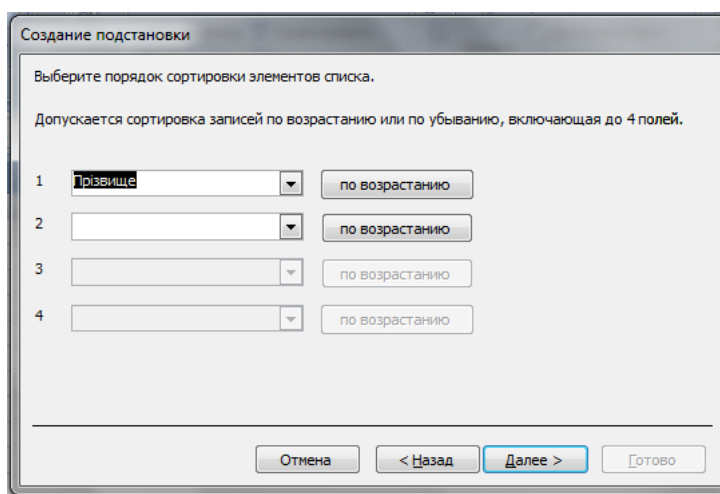 Создание подстановки
Выберите порядок сортировки элементов списка.
Допускается сортировка записей по возрастанию или по убыванию, включающая до 4 полей.
1 Прізвище по возрастанию
2 по возрастанию
3 по возрастанию
4 по возрастанию
Отмена < Назад Далее > Готово